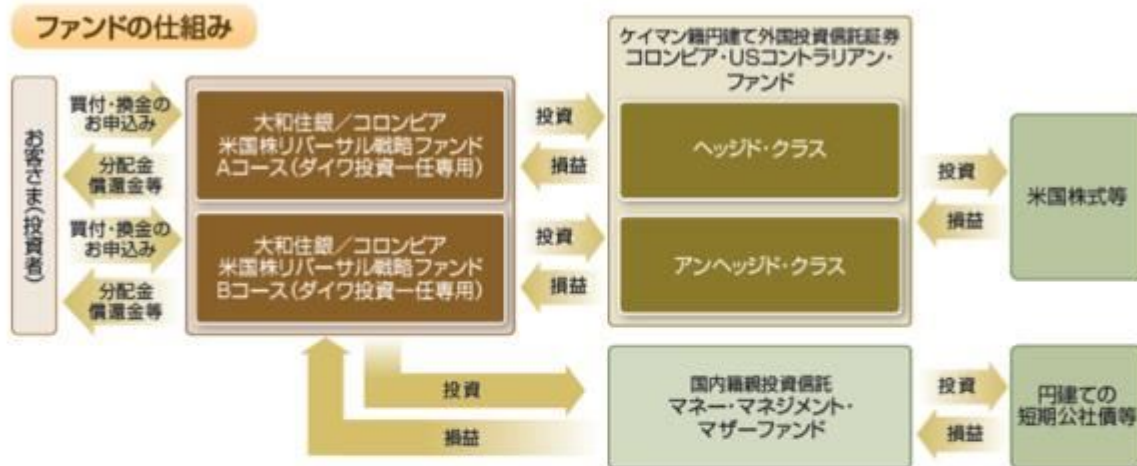 ファンドの仕組み
お客さま(投資者)
買付・換金の
お申込み
分配金
償還金等
買付・換金の
お申込み
分配金
償還金等
大和住銀/コロンビア
米国株リバーサル戦略ファンド
Aコース(ダイワ投資一任専用)
大和住銀/コロンビア
米国株リバーサル戦略ファンド
Bコース(ダイワ投資一任専用)
投資
損益
投資
損益
ケイマン籍円建て外国投資信託証券
コロンビア・USコントラリアン・
ファンド
ヘッジド・クラス
アンヘッジド・クラス
投資
損益
米国株式等
投資
損益
国内籍親投資信託
マネー・マネジメント・
マザーファンド
投資
損益
円建ての
短期公社債等